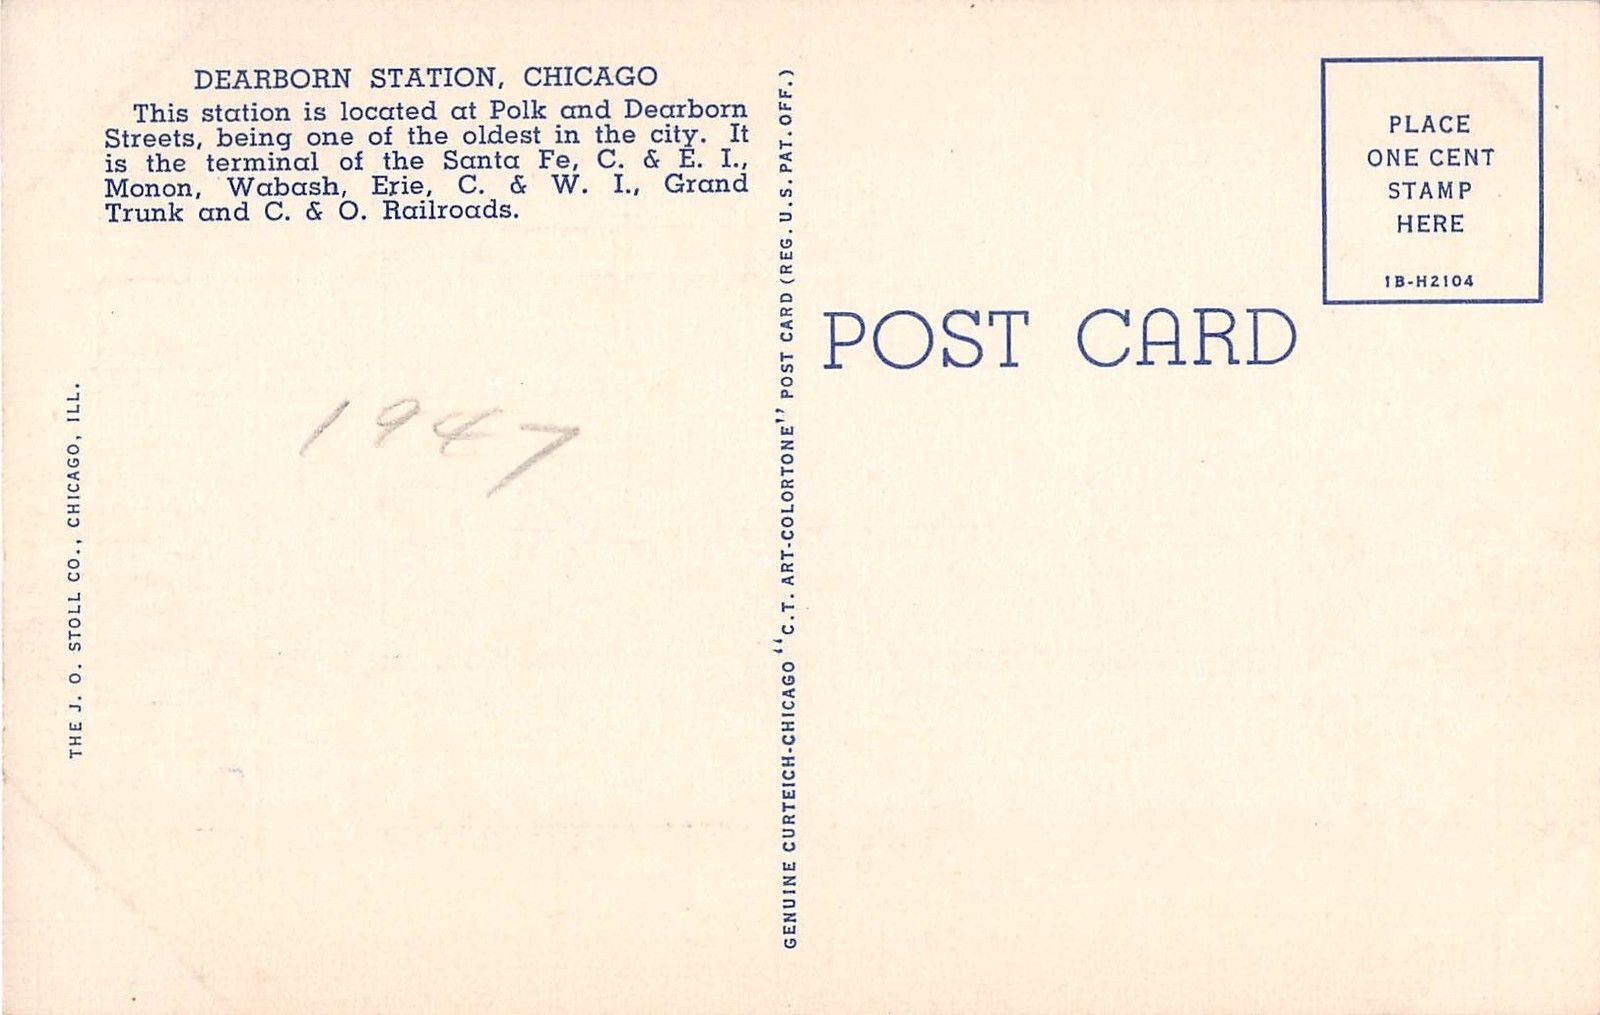 DEARBORN STATION, CHICAGO
This station is located at Polk and Dearborn
Streets, being one of the oldest in the city. It
is the terminal of the Santa Fe, C. & E. I.,
Monon, Wabash, Erie, C. & W. I., Grand
Trunk and C. & O. Railroads.
1947
THE J. O. STOLL CO., CHICAGO, ILL.
GENUINE CURTEICH-CHICAGO "C.T. ART-COLORTONE" POST CARD (REG. U.S. PAT. OFF.)
POST CARD
PLACE
ONE CENT
STAMP
HERE
1B-H2104